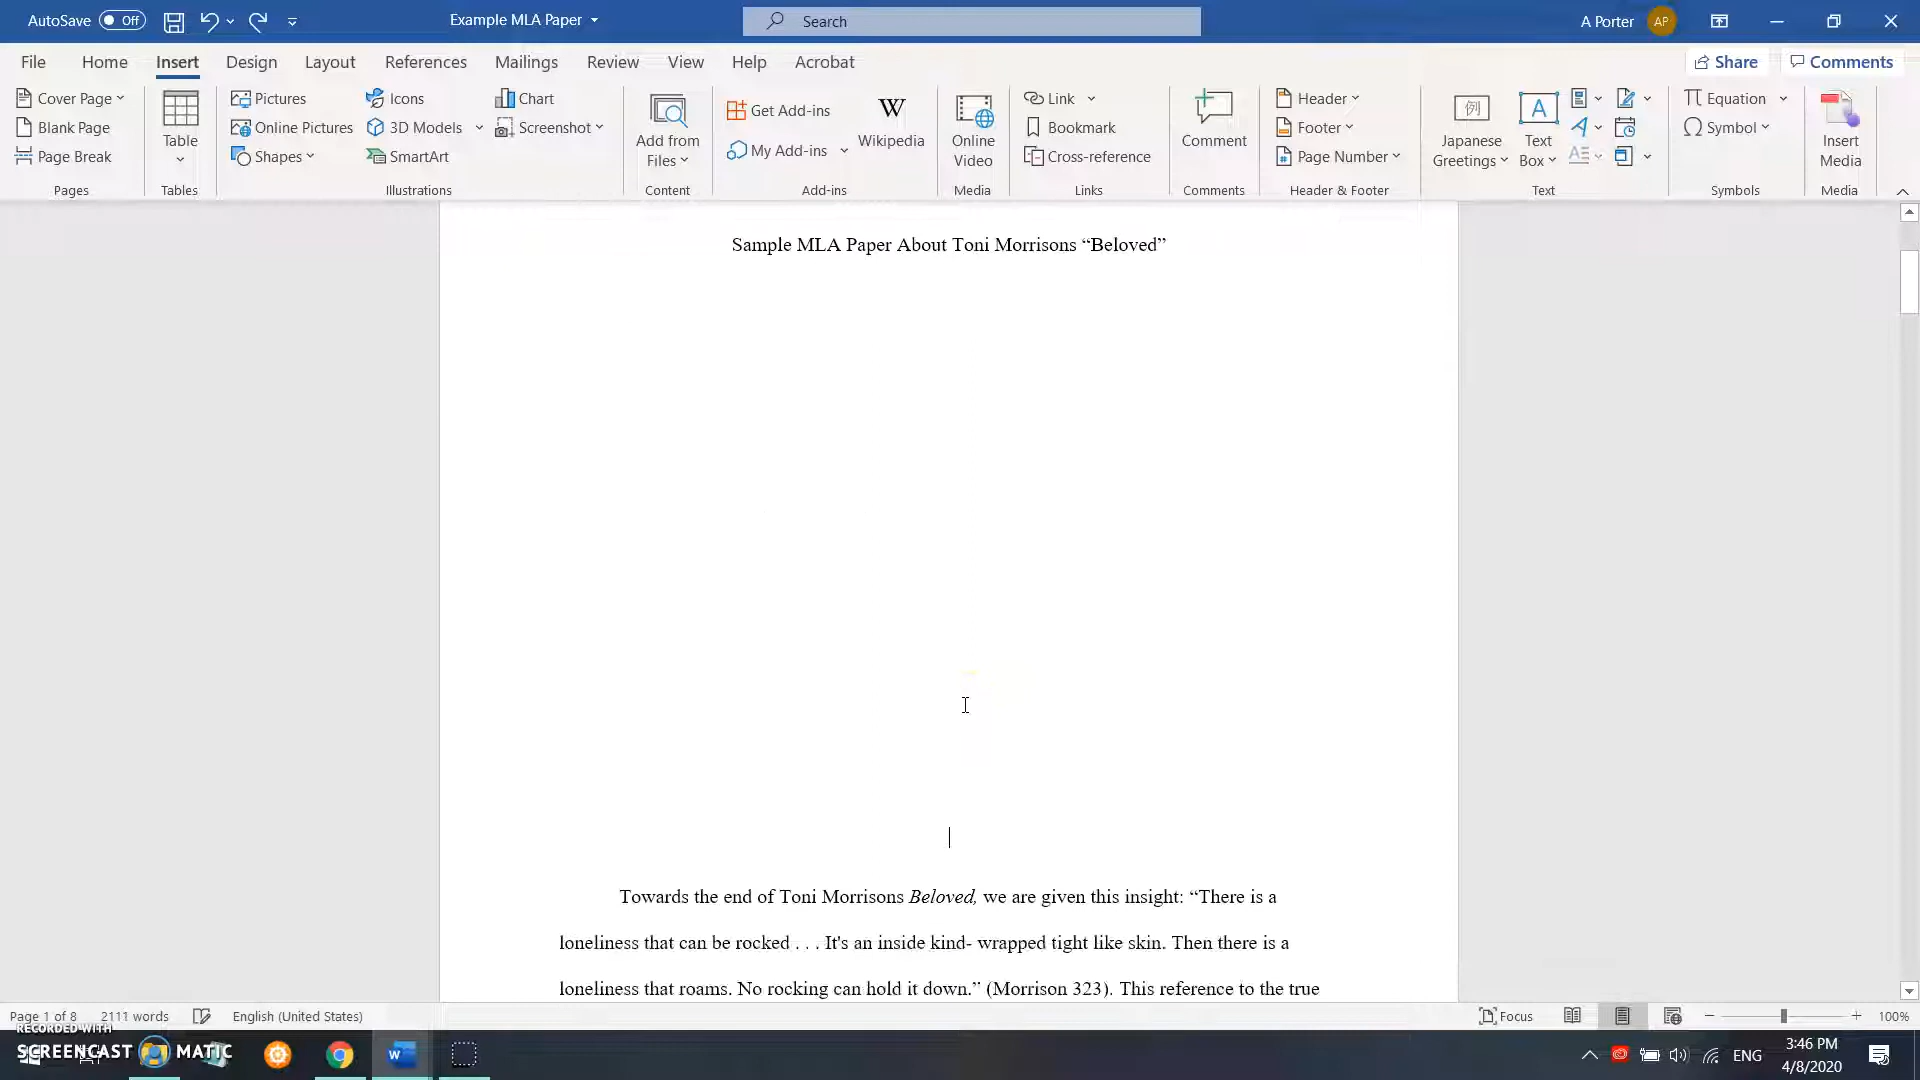 AutoSave Off Example MLA Paper Search A Porter AP
File Home Insert Design Layout References Mailings Review View Help Acrobat Share Comments
Cover Page
Blank Page
Page Break
Pages
Table
Tables
Pictures
Online Pictures
Shapes
Icons
3D Models
SmartArt
Chart
Screenshot
Illustrations
Add from
Files
Content
Get Add-ins
My Add-ins
W
Wikipedia
Add-ins
Online
Video
Media
Link
Bookmark
Cross-reference
Links
Comment
Comments
Header
Footer
Page Number
Header & Footer
例
Japanese
Greetings
A
Text
Box
Text
Equation
Symbol
Symbols
Insert
Media
Media
Sample MLA Paper About Toni Morrisons “Beloved”
Towards the end of Toni Morrisons Beloved, we are given this insight: “There is a
loneliness that can be rocked . . . It's an inside kind- wrapped tight like skin. Then there is a
loneliness that roams. No rocking can hold it down.” (Morrison 323). This reference to the true
Page 1 of 8 2111 words English (United States) Focus 100%
RECORDED WITH
SCREENCAST MATIC
W
ENG
3:46 PM
4/8/2020